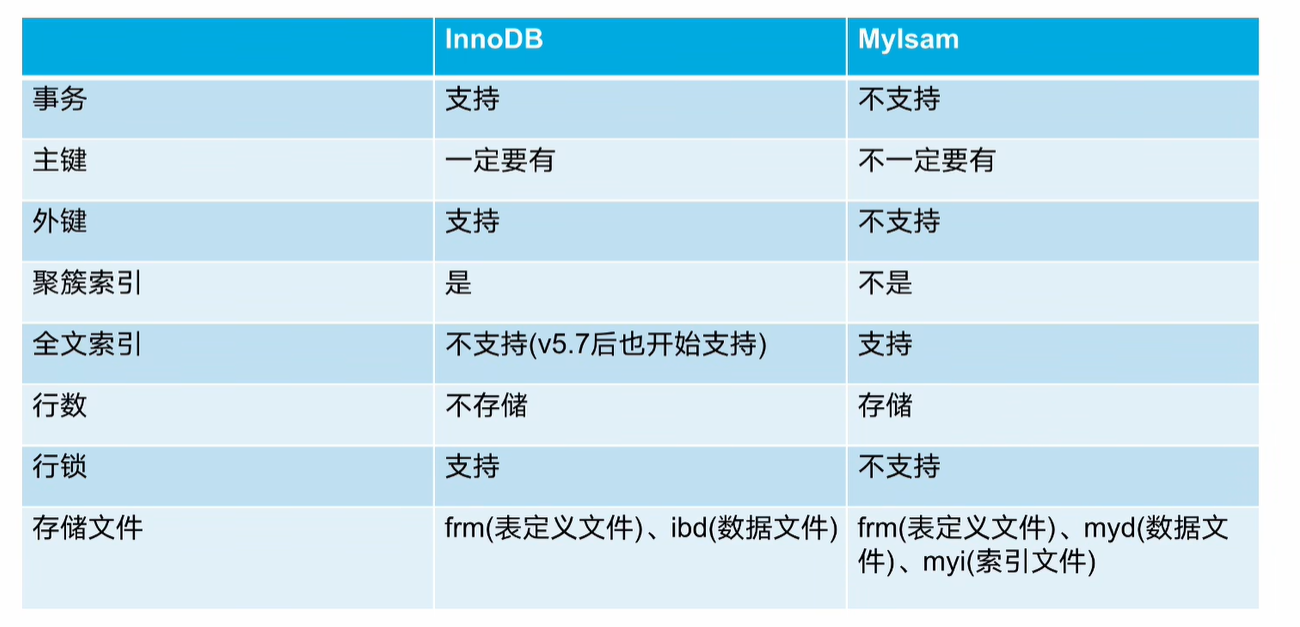 InnoDB MyIsam
事务 支持 不支持
主键 一定要有 不一定要有
外键 支持 不支持
聚簇索引 是 不是
全文索引 不支持(v5.7后也开始支持) 支持
行数 不存储 存储
行锁 支持 不支持
存储文件 frm(表定义文件)、ibd(数据文件) frm(表定义文件)、myd(数据文
件)、myi(索引文件)